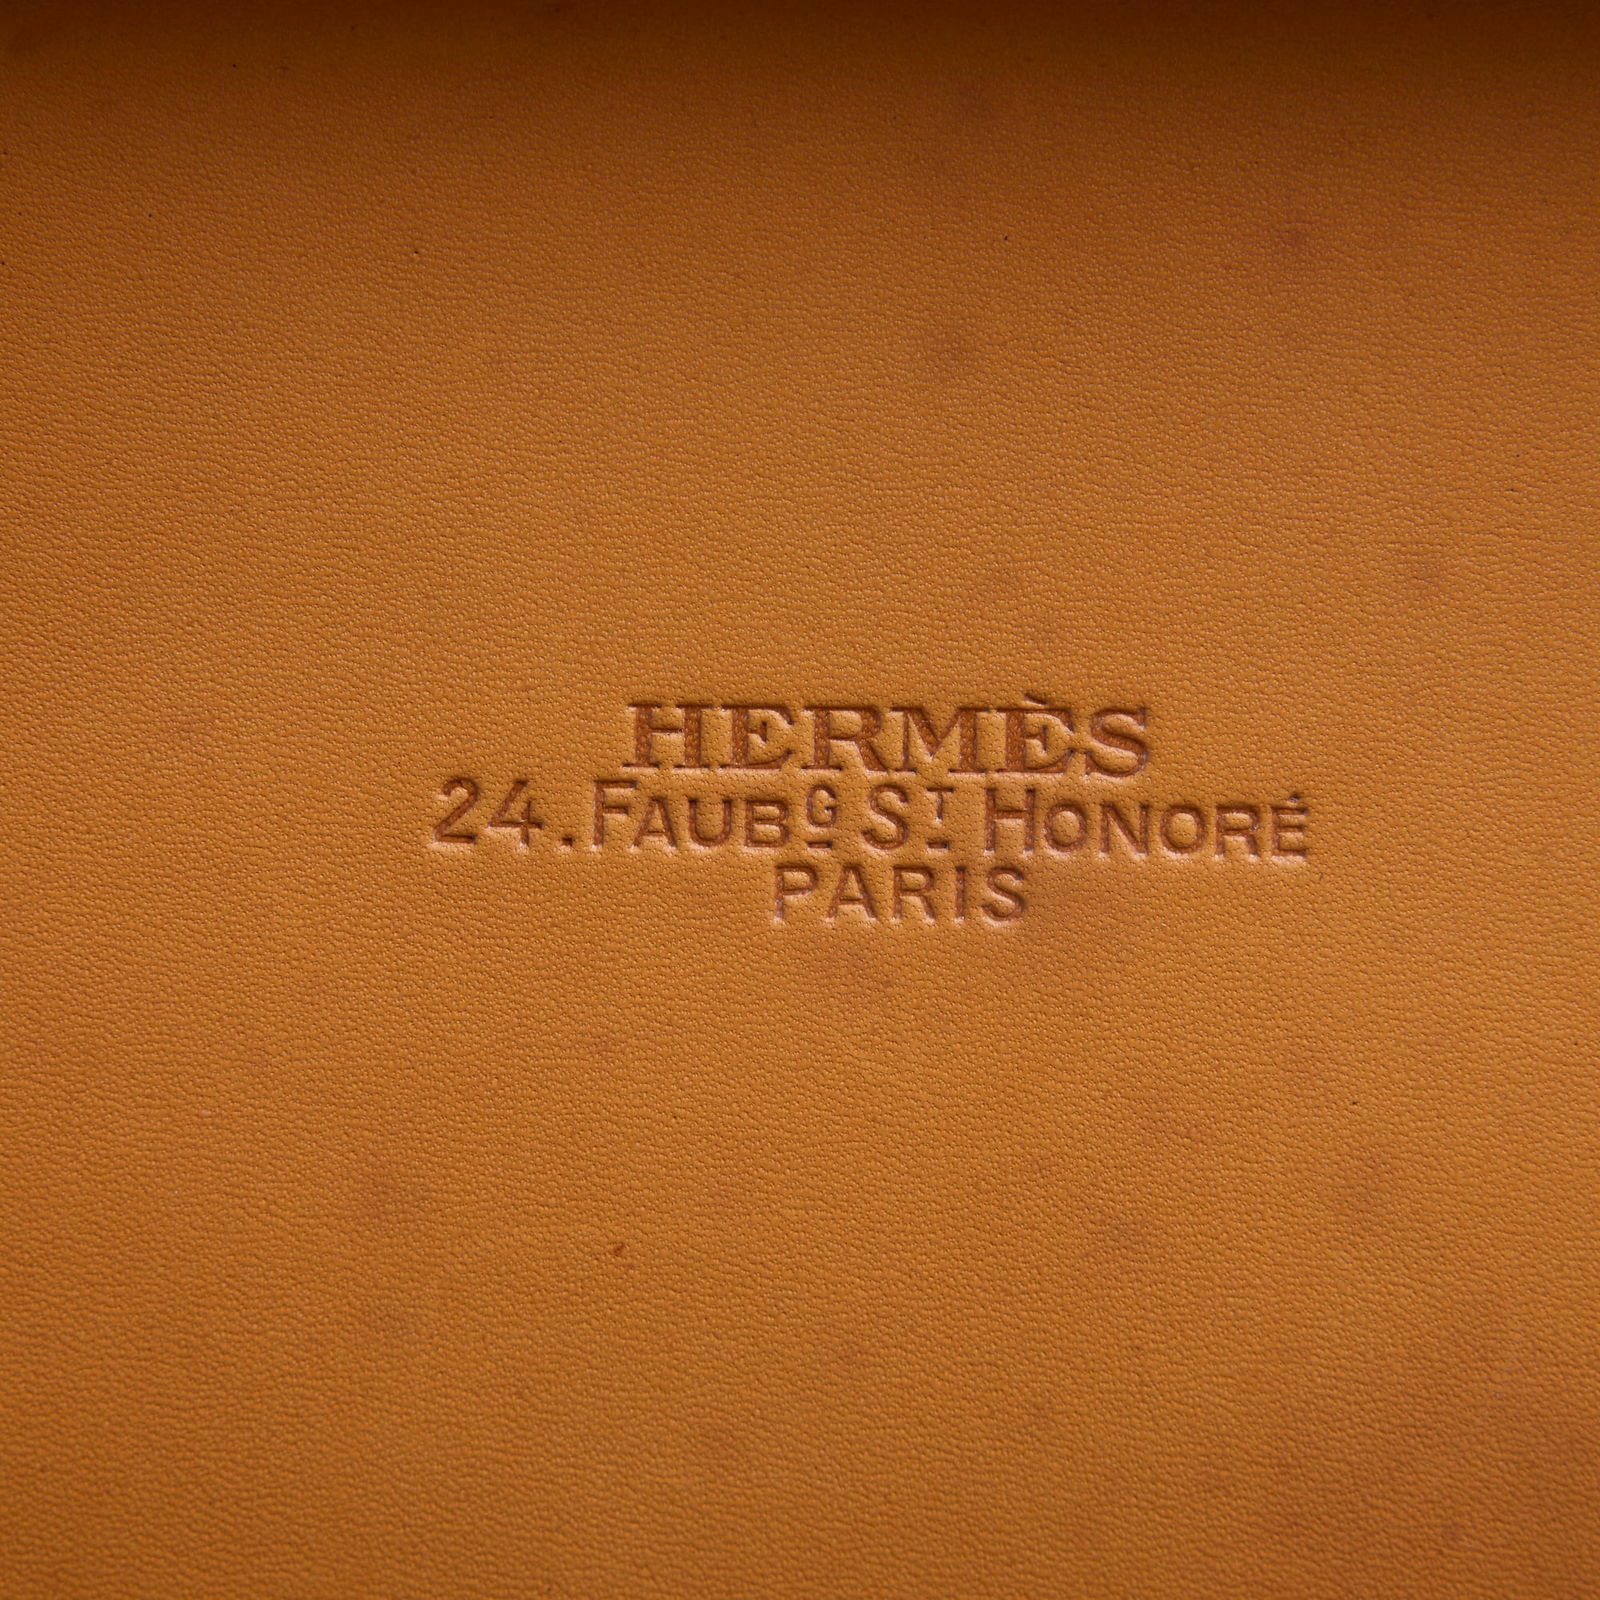 HERMÈS
24.FAUBG ST HONORÉ
PARIS